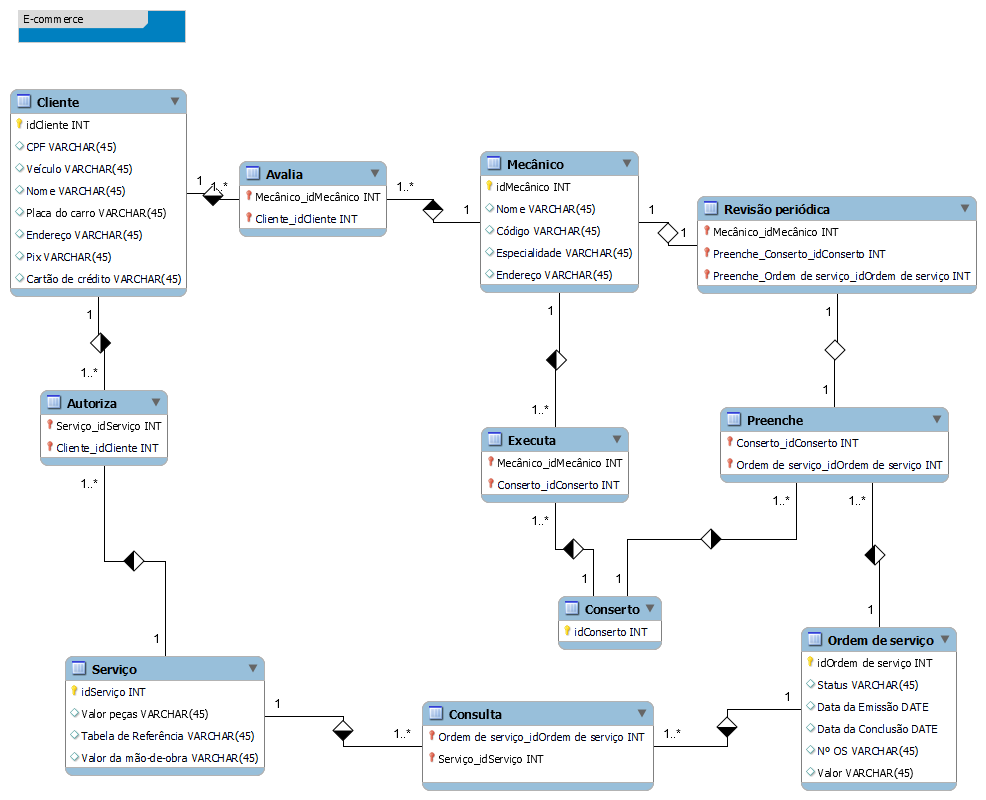 E-commerce
Cliente
idCliente INT
CPF VARCHAR(45)
Veículo VARCHAR(45)
Nome VARCHAR(45)
Placa do carro VARCHAR(45)
Endereço VARCHAR(45)
Pix VARCHAR(45)
Cartão de crédito VARCHAR(45)
1
1..*
Avalia
Mecânico_idMecânico INT
Cliente_idCliente INT
1..*
1
Mecânico
idMecânico INT
Nome VARCHAR(45)
Código VARCHAR(45)
Especialidade VARCHAR(45)
Endereço VARCHAR(45)
1
1
Revisão periódica
Mecânico_idMecânico INT
Preenche_Conserto_idConserto INT
Preenche_Ordem de serviço_idOrdem de serviço INT
1
1..*
Autoriza
Serviço_idServiço INT
Cliente_idCliente INT
1..*
1
1
1..*
Executa
Mecânico_idMecânico INT
Conserto_idConserto INT
1..*
1
1
1
Preenche
Conserto_idConserto INT
Ordem de serviço_idOrdem de serviço INT
1..*
1..*
1
1
Conserto
idConserto INT
Serviço
idServiço INT
Valor peças VARCHAR(45)
Tabela de Referência VARCHAR(45)
Valor da mão-de-obra VARCHAR(45)
1
1..*
Consulta
Ordem de serviço_idOrdem de serviço INT
Serviço_idServiço INT
1..*
1
Ordem de serviço
idOrdem de serviço INT
Status VARCHAR(45)
Data da Emissão DATE
Data da Conclusão DATE
Nº OS VARCHAR(45)
Valor VARCHAR(45)